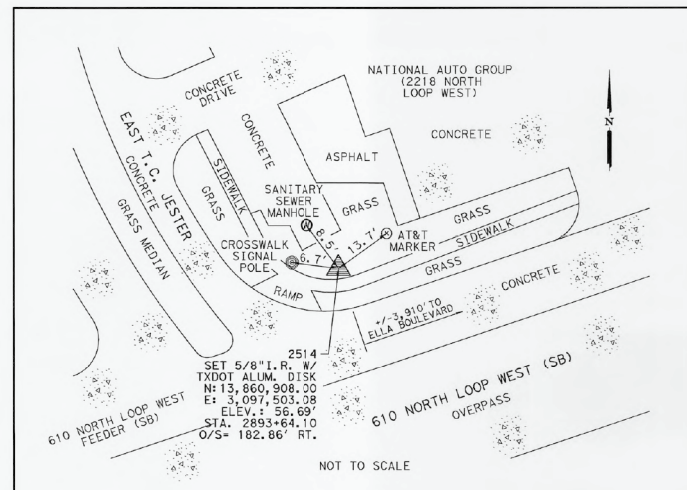 NATIONAL AUTO GROUP
(2218 NORTH
LOOP WEST)
N
CONCRETE
DRIVE
CONCRETE
CONCRETE
EAST T.C. JESTER
CONCRETE
GRASS MEDIAN
SIDEWALK
GRASS
ASPHALT
SANITARY
SEWER
MANHOLE
GRASS
8.5'
13.7'
AT&T
MARKER
GRASS
SIDEWALK
GRASS
CROSSWALK
SIGNAL
POLE
6.7'
RAMP
CONCRETE
+/-3,910' TO
ELLA BOULEVARD
2514
SET 5/8"I.R. W/
TXDOT ALUM. DISK
N:13,860,908.00
E: 3,097,503.08
ELEV.: 56.69'
STA. 2893+64.10
O/S= 182.86' RT.
610 NORTH LOOP WEST
FEEDER (SB)
610 NORTH LOOP WEST (SB)
OVERPASS
NOT TO SCALE